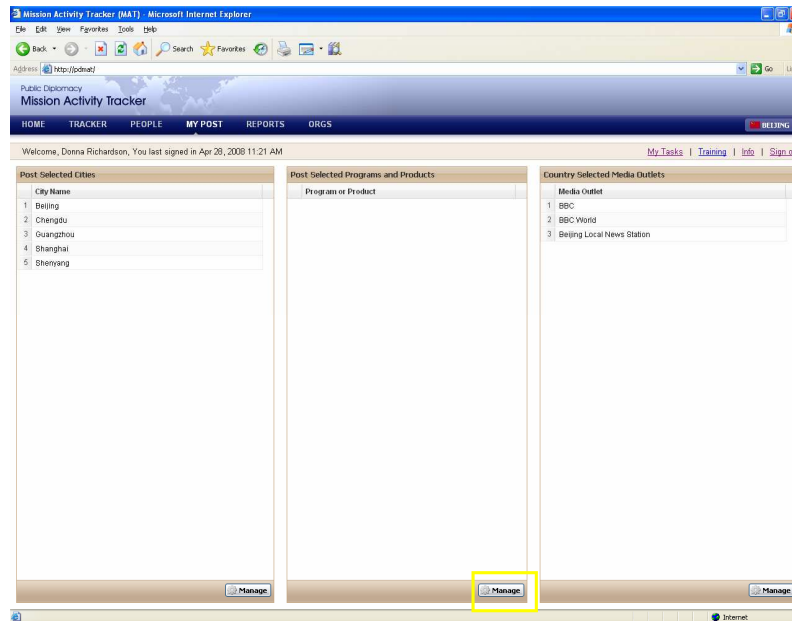 Mission Activity Tracker (MAT) - Microsoft Internet Explorer
File Edit View Favorites Tools Help
Back Search Favorites
Address http://pdmat/ Go
Public Diplomacy
Mission Activity Tracker
HOME TRACKER PEOPLE MY POST REPORTS ORGS BEIJING
Welcome, Donna Richardson, You last signed in Apr 28, 2008 11:21 AM My Tasks | Training | Info | Sign o
Post Selected Cities
City Name
1 Beijing
2 Chengdu
3 Guangzhou
4 Shanghai
5 Shenyang
Manage
Post Selected Programs and Products
Program or Product
Manage
Country Selected Media Outlets
Media Outlet
1 BBC
2 BBC World
3 Beijing Local News Station
Manage
Internet